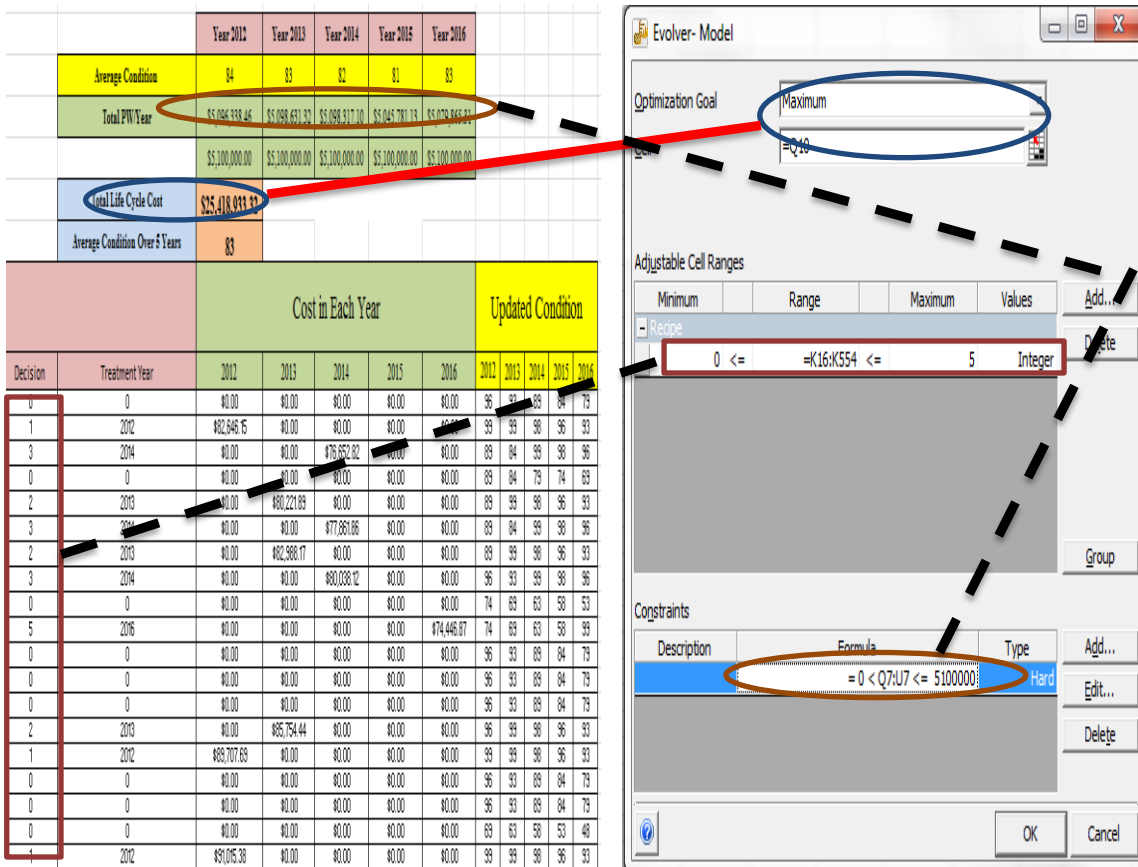 Year 2012 Year 2013 Year 2014 Year 2015 Year 2016
Average Condition 84 83 82 81 83
Total PW/Year $5,096,338.46 $5,098,631.32 $5,098,317.10 $5,045,781.13
$5,100,000.00 $5,100,000.00 $5,100,000.00 $5,100,000.00 $5,100,000.00
Total Life Cycle Cost $25,418,933.32
Average Condition Over 5 Years 83
Cost in Each Year Updated Condition
Decision Treatment Year 2012 2013 2014 2015 2016 2012 2013 2014 2015 2016
0 0 $0.00 $0.00 $0.00 $0.00 $0.00 96 93 89 84 79
1 2012 $82,646.15 $0.00 $0.00 $0.00 $0.00 99 99 98 96 93
3 2014 $0.00 $0.00 $76,652.82 $0.00 $0.00 89 84 99 98 96
0 0 $0.00 $0.00 $0.00 $0.00 $0.00 89 84 79 74 69
2 2013 $0.00 $80,221.89 $0.00 $0.00 $0.00 89 99 98 96 93
3 2014 $0.00 $0.00 $77,861.86 $0.00 $0.00 89 84 99 98 96
2 2013 $0.00 $82,988.17 $0.00 $0.00 $0.00 89 99 98 96 93
3 2014 $0.00 $0.00 $80,038.12 $0.00 $0.00 96 93 99 98 96
0 0 $0.00 $0.00 $0.00 $0.00 $0.00 74 69 63 58 53
5 2016 $0.00 $0.00 $0.00 $0.00 $74,446.87 74 69 63 58 99
0 0 $0.00 $0.00 $0.00 $0.00 $0.00 96 93 89 84 79
0 0 $0.00 $0.00 $0.00 $0.00 $0.00 96 93 89 84 79
0 0 $0.00 $0.00 $0.00 $0.00 $0.00 96 93 89 84 79
2 2013 $0.00 $85,754.44 $0.00 $0.00 $0.00 96 99 98 96 93
1 2012 $89,707.69 $0.00 $0.00 $0.00 $0.00 99 99 98 96 93
0 0 $0.00 $0.00 $0.00 $0.00 $0.00 96 93 89 84 79
0 0 $0.00 $0.00 $0.00 $0.00 $0.00 96 93 89 84 79
0 0 $0.00 $0.00 $0.00 $0.00 $0.00 69 63 58 53 48
1 2012 $91,015.38 $0.00 $0.00 $0.00 $0.00 99 99 98 96 93
Evolver- Model
Optimization Goal Maximum
Cell =Q10
Adjustable Cell Ranges
Minimum Range Maximum Values Add...
Recipe
Delete
0 <= =K16:K554 <= 5 Integer
Group
Constraints
Description Formula Type Add...
= 0 < Q7:U7 <= 5100000 Hard
Edit...
Delete
OK Cancel